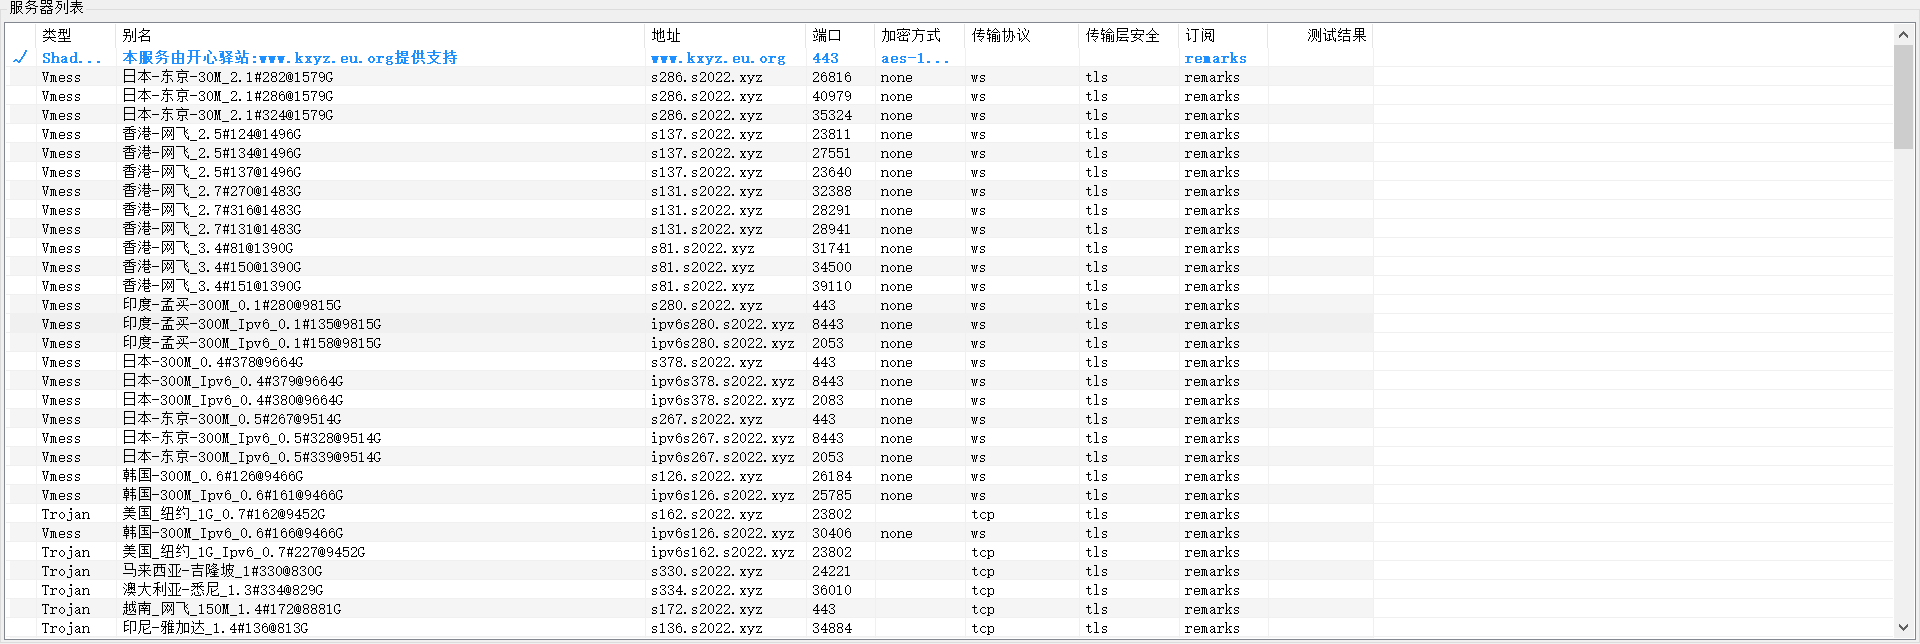 服务器列表
类型 别名 地址 端口 加密方式 传输协议 传输层安全 订阅 测试结果
Shad... 本服务由开心驿站:www.kxyz.eu.org提供支持 www.kxyz.eu.org 443 aes-1... remarks
Vmess 日本-东京-30M_2.1#282@1579G s286.s2022.xyz 26816 none ws tls remarks
Vmess 日本-东京-30M_2.1#286@1579G s286.s2022.xyz 40979 none ws tls remarks
Vmess 日本-东京-30M_2.1#324@1579G s286.s2022.xyz 35324 none ws tls remarks
Vmess 香港-网飞_2.5#124@1496G s137.s2022.xyz 23811 none ws tls remarks
Vmess 香港-网飞_2.5#134@1496G s137.s2022.xyz 27551 none ws tls remarks
Vmess 香港-网飞_2.5#137@1496G s137.s2022.xyz 23640 none ws tls remarks
Vmess 香港-网飞_2.7#270@1483G s131.s2022.xyz 32388 none ws tls remarks
Vmess 香港-网飞_2.7#316@1483G s131.s2022.xyz 28291 none ws tls remarks
Vmess 香港-网飞_2.7#131@1483G s131.s2022.xyz 28941 none ws tls remarks
Vmess 香港-网飞_3.4#81@1390G s81.s2022.xyz 31741 none ws tls remarks
Vmess 香港-网飞_3.4#150@1390G s81.s2022.xyz 34500 none ws tls remarks
Vmess 香港-网飞_3.4#151@1390G s81.s2022.xyz 39110 none ws tls remarks
Vmess 印度-孟买-300M_0.1#280@9815G s280.s2022.xyz 443 none ws tls remarks
Vmess 印度-孟买-300M_Ipv6_0.1#135@9815G ipv6s280.s2022.xyz 8443 none ws tls remarks
Vmess 印度-孟买-300M_Ipv6_0.1#158@9815G ipv6s280.s2022.xyz 2053 none ws tls remarks
Vmess 日本-300M_0.4#378@9664G s378.s2022.xyz 443 none ws tls remarks
Vmess 日本-300M_Ipv6_0.4#379@9664G ipv6s378.s2022.xyz 8443 none ws tls remarks
Vmess 日本-300M_Ipv6_0.4#380@9664G ipv6s378.s2022.xyz 2083 none ws tls remarks
Vmess 日本-东京-300M_0.5#267@9514G s267.s2022.xyz 443 none ws tls remarks
Vmess 日本-东京-300M_Ipv6_0.5#328@9514G ipv6s267.s2022.xyz 8443 none ws tls remarks
Vmess 日本-东京-300M_Ipv6_0.5#339@9514G ipv6s267.s2022.xyz 2053 none ws tls remarks
Vmess 韩国-300M_0.6#126@9466G s126.s2022.xyz 26184 none ws tls remarks
Vmess 韩国-300M_Ipv6_0.6#161@9466G ipv6s126.s2022.xyz 25785 none ws tls remarks
Trojan 美国_纽约_1G_0.7#162@9452G s162.s2022.xyz 23802 tcp tls remarks
Vmess 韩国-300M_Ipv6_0.6#166@9466G ipv6s126.s2022.xyz 30406 none ws tls remarks
Trojan 美国_纽约_1G_Ipv6_0.7#227@9452G ipv6s162.s2022.xyz 23802 tcp tls remarks
Trojan 马来西亚-吉隆坡_1#330@830G s330.s2022.xyz 24221 tcp tls remarks
Trojan 澳大利亚-悉尼_1.3#334@829G s334.s2022.xyz 36010 tcp tls remarks
Trojan 越南_网飞_150M_1.4#172@8881G s172.s2022.xyz 443 tcp tls remarks
Trojan 印尼-雅加达_1.4#136@813G s136.s2022.xyz 34884 tcp tls remarks